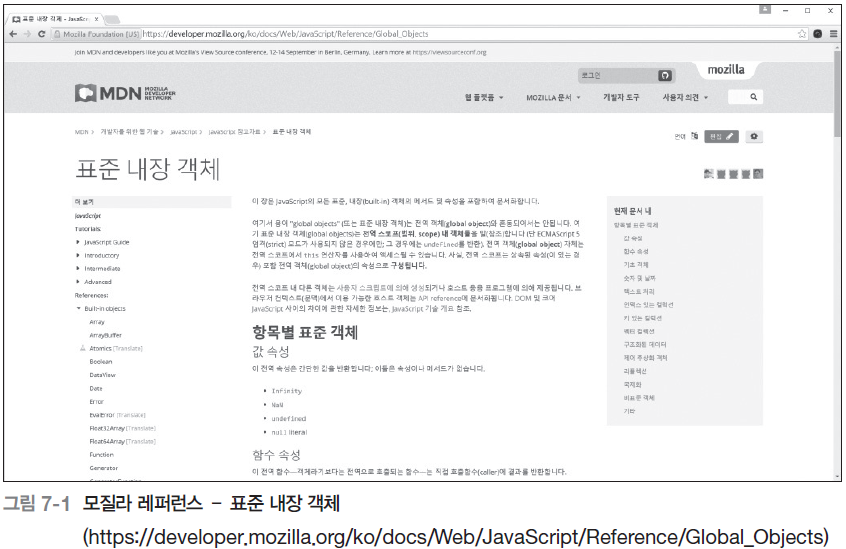 표준 내장 객체 - JavaSc
Mozilla Foundation [US] https://developer.mozilla.org/ko/docs/Web/JavaScript/Reference/Global_Objects
Join MDN and developers like you at Mozilla's View Source conference, 12-14 September in Berlin, Germany. Learn more at https://viewsourceconf.org
로그인
mozilla
MDN MOZILLA DEVELOPER NETWORK
웹 플랫폼 MOZILLA 문서 개발자 도구 사용자 의견
MDN > 개발자를 위한 웹 기술 > JavaScript > JavaScript 참고자료 > 표준 내장 객체
언어 편집
표준 내장 객체
이 보기
JavaScript
Tutorials:
JavaScript Guide
Introductory
Intermediate
Advanced
References:
Built-in objects
Array
ArrayBuffer
Atomics [Translate]
Boolean
DataView
Date
Error
EvalError [Translate]
Float32Array [Translate]
Float64Array [Translate]
Function
Generator
GeneratorFunction
이 장은 JavaScript의 모든 표준, 내장(built-in) 객체의 메서드 및 속성을 포함하여 문서화합니다.
여기서 용어 "global objects" (또는 표준 내장 객체)는 전역 객체(global object)와 혼동되어서는 안됩니다. 여
기 표준 내장 객체(global objects)는 전역 스코프(범위, scope) 내 객체들을 말(참조)합니다 (단 ECMAScript 5
엄격(strict) 모드가 사용되지 않은 경우에만; 그 경우에는 undefined를 반환). 전역 객체(global object) 자체는
전역 스코프에서 this 연산자를 사용하여 액세스될 수 있습니다. 사실, 전역 스코프는 상속된 속성(이 있는 경
우) 포함 전역 객체(global object)의 속성으로 구성됩니다.
전역 스코프 내 다른 객체는 사용자 스크립트에 의해 생성되거나 호스트 응용 프로그램에 의해 제공됩니다. 브
라우저 컨텍스트(문맥)에서 이용 가능한 호스트 객체는 API reference에 문서화됩니다. DOM 및 코어
JavaScript 사이의 차이에 관한 자세한 정보는, JavaScript 기술 개요 참조.
항목별 표준 객체
값 속성
이 전역 속성은 간단한 값을 반환합니다; 이들은 속성이나 메서드가 없습니다.
Infinity
NaN
undefined
null literal
함수 속성
이 전역 함수—객체라기보다는 전역으로 호출되는 함수—는 직접 호출함수(caller)에 결과를 반환합니다.
현재 문서 내
항목별 표준 객체
값 속성
함수 속성
기초 객체
숫자 및 날짜
텍스트 처리
인덱스 있는 컬렉션
키 있는 컬렉션
벡터 컬렉션
구조화된 데이터
제어 추상화 객체
리플렉션
국제화
비표준 객체
기타
그림 7-1 모질라 레퍼런스 - 표준 내장 객체
(https://developer.mozilla.org/ko/docs/Web/JavaScript/Reference/Global_Objects)